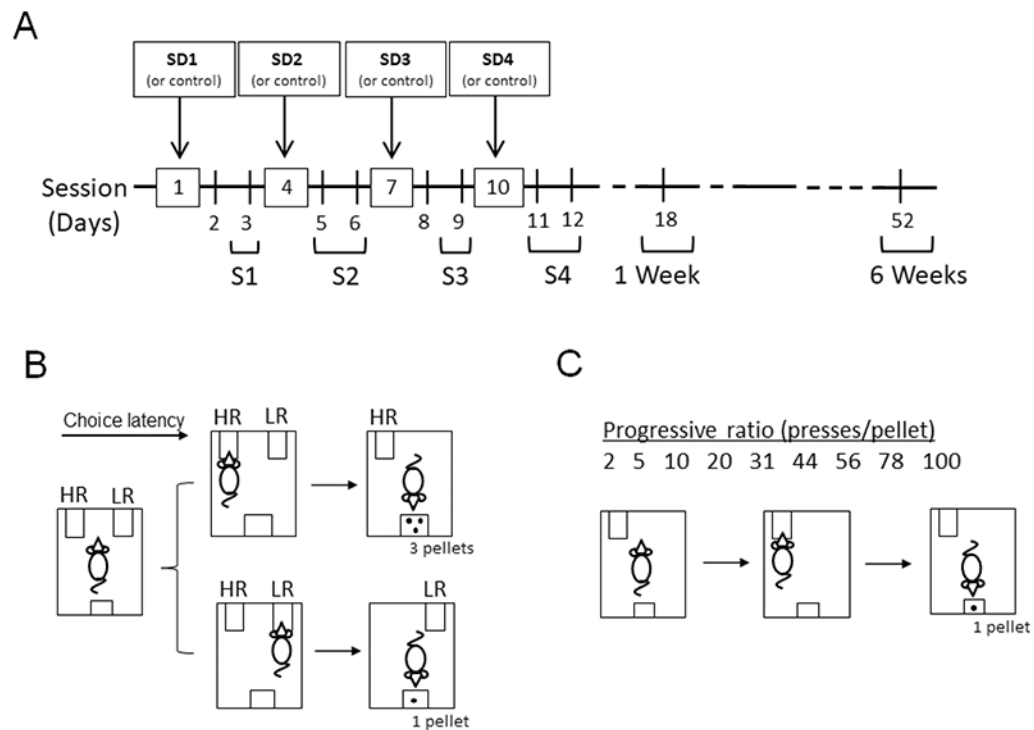 A
SD1 SD2 SD3 SD4
(or control) (or control) (or control) (or control)
Session 1 4 7 10
(Days) 2 3 5 6 8 9 11 12 18 52
S1 S2 S3 S4 1 Week 6 Weeks
B
Choice latency
HR LR
HR
HR LR
3 pellets
HR LR
LR
1 pellet
C
Progressive ratio (presses/pellet)
2 5 10 20 31 44 56 78 100
1 pellet